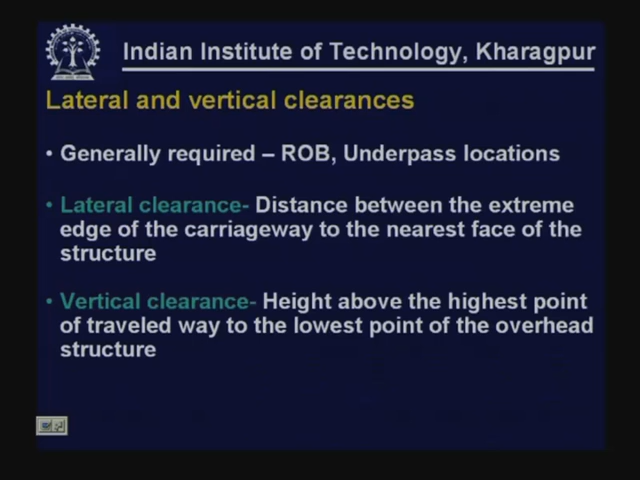 Indian Institute of Technology, Kharagpur
Lateral and vertical clearances
• Generally required – ROB, Underpass locations
• Lateral clearance- Distance between the extreme
edge of the carriageway to the nearest face of the
structure
• Vertical clearance- Height above the highest point
of traveled way to the lowest point of the overhead
structure